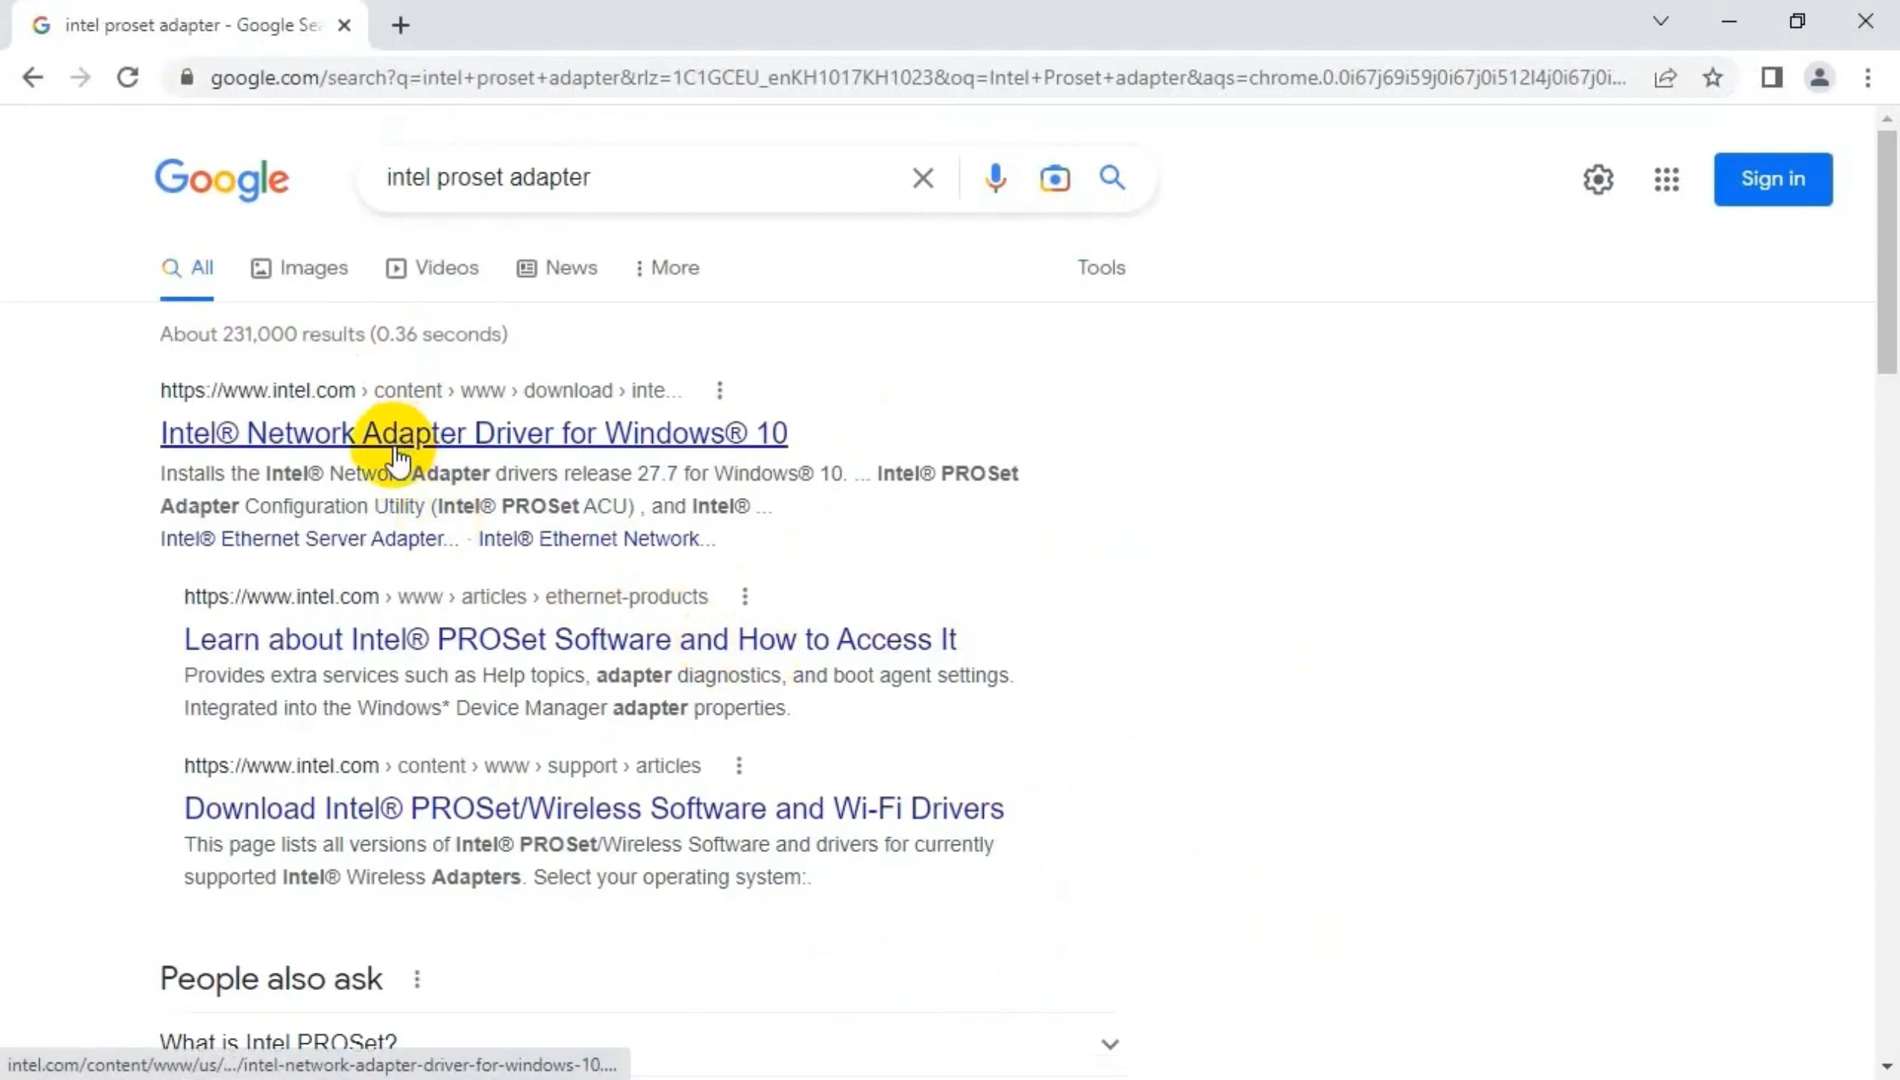 intel proset adapter - Google Se
google.com/search?q=intel+proset+adapter&rlz=1C1GCEU_enKH1017KH1023&oq=Intel+Proset+adapter&aqs=chrome.0.0i67j69i59j0i67j0i512l4j0i67j0i...
Google
intel proset adapter
Sign in
All Images Videos News More Tools
About 231,000 results (0.36 seconds)
https://www.intel.com › content › www › download › inte...
Intel® Network Adapter Driver for Windows® 10
Installs the Intel® Network Adapter drivers release 27.7 for Windows® 10. ... Intel® PROSet
Adapter Configuration Utility (Intel® PROSet ACU) , and Intel® ...
Intel® Ethernet Server Adapter... · Intel® Ethernet Network...
https://www.intel.com › www › articles › ethernet-products
Learn about Intel® PROSet Software and How to Access It
Provides extra services such as Help topics, adapter diagnostics, and boot agent settings.
Integrated into the Windows* Device Manager adapter properties.
https://www.intel.com › content › www › support › articles
Download Intel® PROSet/Wireless Software and Wi-Fi Drivers
This page lists all versions of Intel® PROSet/Wireless Software and drivers for currently
supported Intel® Wireless Adapters. Select your operating system:.
People also ask
What is Intel PROSet?
intel.com/content/www/us/.../intel-network-adapter-driver-for-windows-10....